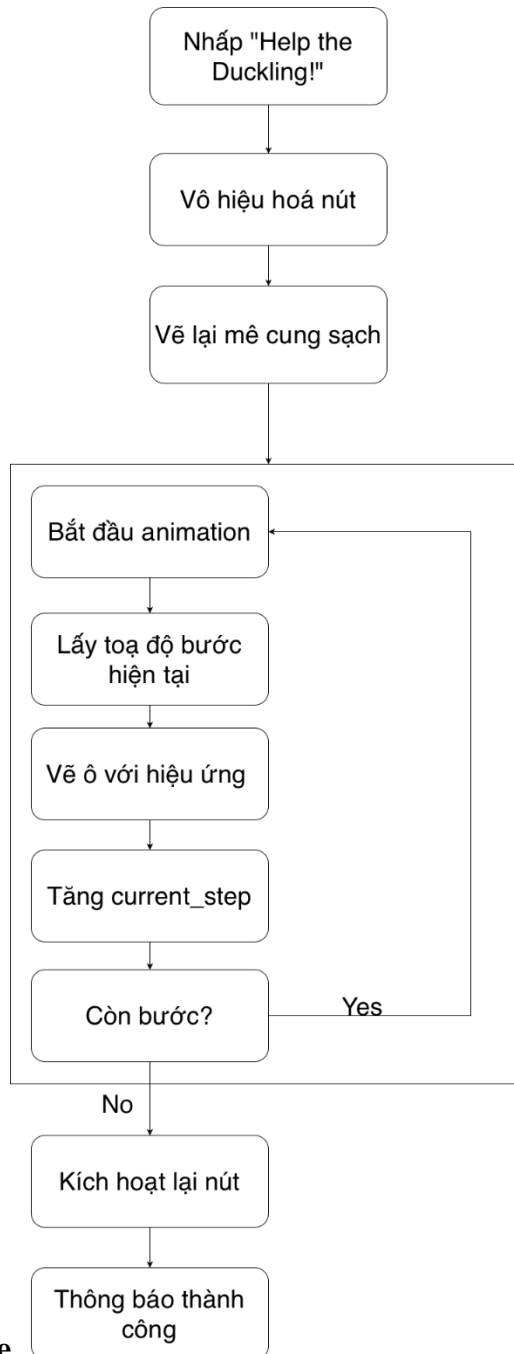 Nhấp "Help the
Duckling!"
Vô hiệu hoá nút
Vẽ lại mê cung sạch
Bắt đầu animation
Lấy toạ độ bước
hiện tại
Vẽ ô với hiệu ứng
Tăng current_step
Còn bước?
Yes
No
Kích hoạt lại nút
Thông báo thành
công